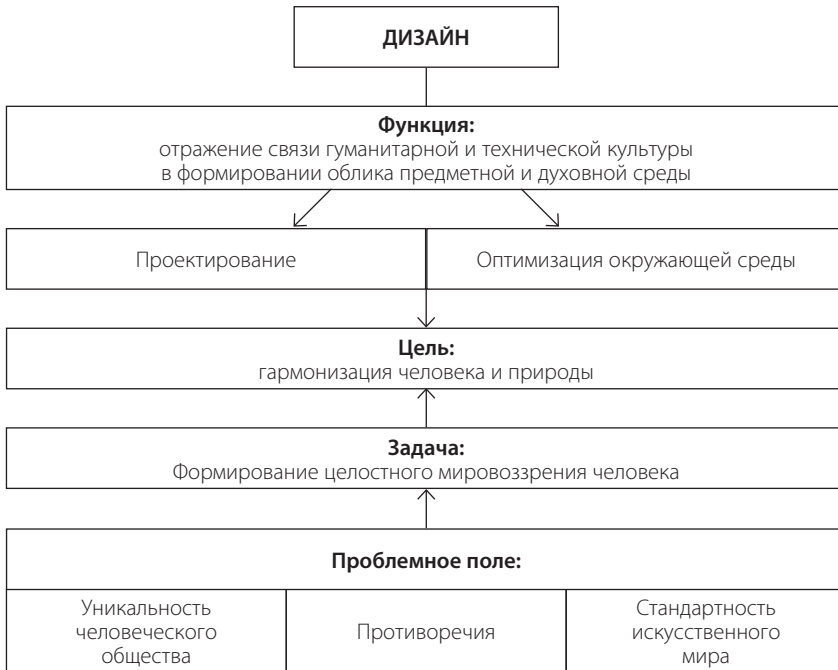 ДИЗАЙН
Функция:
отражение связи гуманитарной и технической культуры
в формировании облика предметной и духовной среды
Проектирование
Оптимизация окружающей среды
Цель:
гармонизация человека и природы
Задача:
Формирование целостного мировоззрения человека
Проблемное поле:
Уникальность
человеческого
общества
Противоречия
Стандартность
искусственного
мира